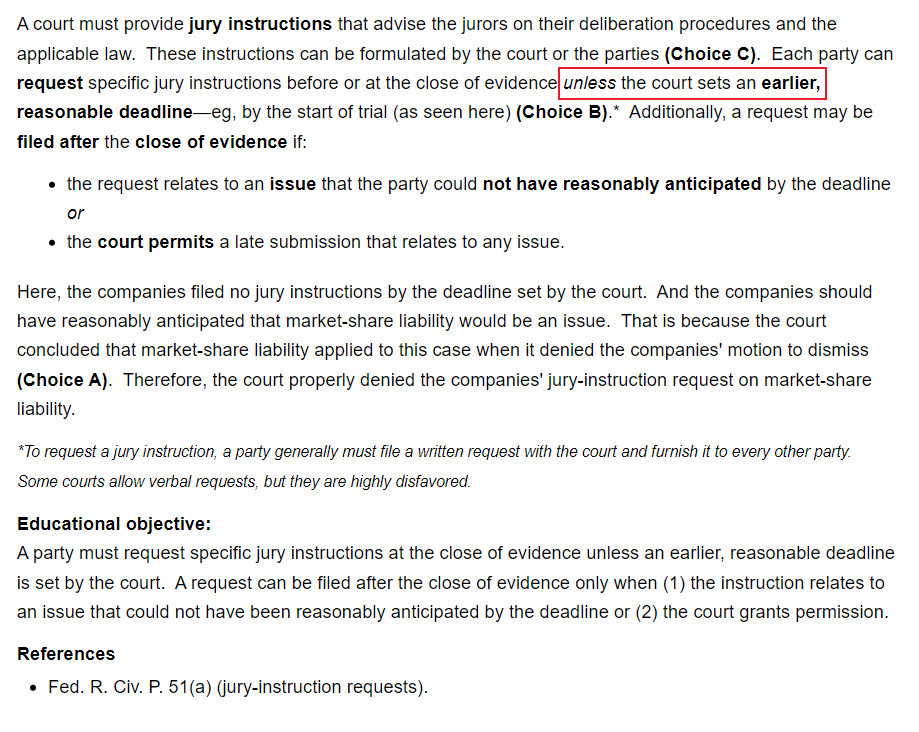 A court must provide jury instructions that advise the jurors on their deliberation procedures and the
applicable law.  These instructions can be formulated by the court or the parties (Choice C).  Each party can
request specific jury instructions before or at the close of evidence unless the court sets an earlier,
reasonable deadline—eg, by the start of trial (as seen here) (Choice B).*  Additionally, a request may be
filed after the close of evidence if:
• the request relates to an issue that the party could not have reasonably anticipated by the deadline
or
• the court permits a late submission that relates to any issue.
Here, the companies filed no jury instructions by the deadline set by the court.  And the companies should
have reasonably anticipated that market-share liability would be an issue.  That is because the court
concluded that market-share liability applied to this case when it denied the companies' motion to dismiss
(Choice A).  Therefore, the court properly denied the companies' jury-instruction request on market-share
liability.
*To request a jury instruction, a party generally must file a written request with the court and furnish it to every other party.
Some courts allow verbal requests, but they are highly disfavored.
Educational objective:
A party must request specific jury instructions at the close of evidence unless an earlier, reasonable deadline
is set by the court.  A request can be filed after the close of evidence only when (1) the instruction relates to
an issue that could not have been reasonably anticipated by the deadline or (2) the court grants permission.
References
• Fed. R. Civ. P. 51(a) (jury-instruction requests).